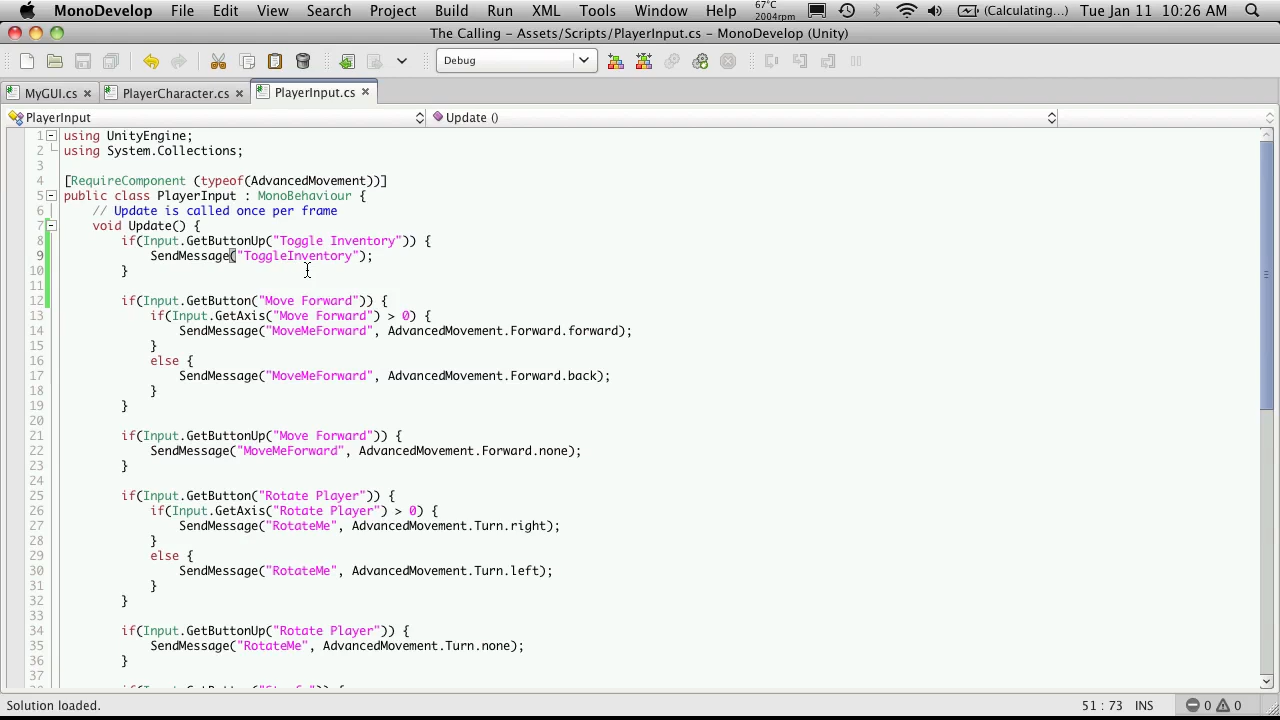 MonoDevelop File Edit View Search Project Build Run XML Tools Window Help 67°C 2004rpm (Calculating...) Tue Jan 11 10:26 AM
The Calling - Assets/Scripts/PlayerInput.cs - MonoDevelop (Unity)
Debug
MyGUI.cs PlayerCharacter.cs PlayerInput.cs
PlayerInput Update ()
1 using UnityEngine;
2 using System.Collections;
3
4 [RequireComponent (typeof(AdvancedMovement))]
5 public class PlayerInput : MonoBehaviour {
6 // Update is called once per frame
7 void Update() {
8 if(Input.GetButtonUp("Toggle Inventory")) {
9 SendMessage("ToggleInventory");
10 }
11
12 if(Input.GetButton("Move Forward")) {
13 if(Input.GetAxis("Move Forward") > 0) {
14 SendMessage("MoveMeForward", AdvancedMovement.Forward.forward);
15 }
16 else {
17 SendMessage("MoveMeForward", AdvancedMovement.Forward.back);
18 }
19 }
20
21 if(Input.GetButtonUp("Move Forward")) {
22 SendMessage("MoveMeForward", AdvancedMovement.Forward.none);
23 }
24
25 if(Input.GetButton("Rotate Player")) {
26 if(Input.GetAxis("Rotate Player") > 0) {
27 SendMessage("RotateMe", AdvancedMovement.Turn.right);
28 }
29 else {
30 SendMessage("RotateMe", AdvancedMovement.Turn.left);
31 }
32 }
33
34 if(Input.GetButtonUp("Rotate Player")) {
35 SendMessage("RotateMe", AdvancedMovement.Turn.none);
36 }
37
Solution loaded. 51 : 73 INS 0 0